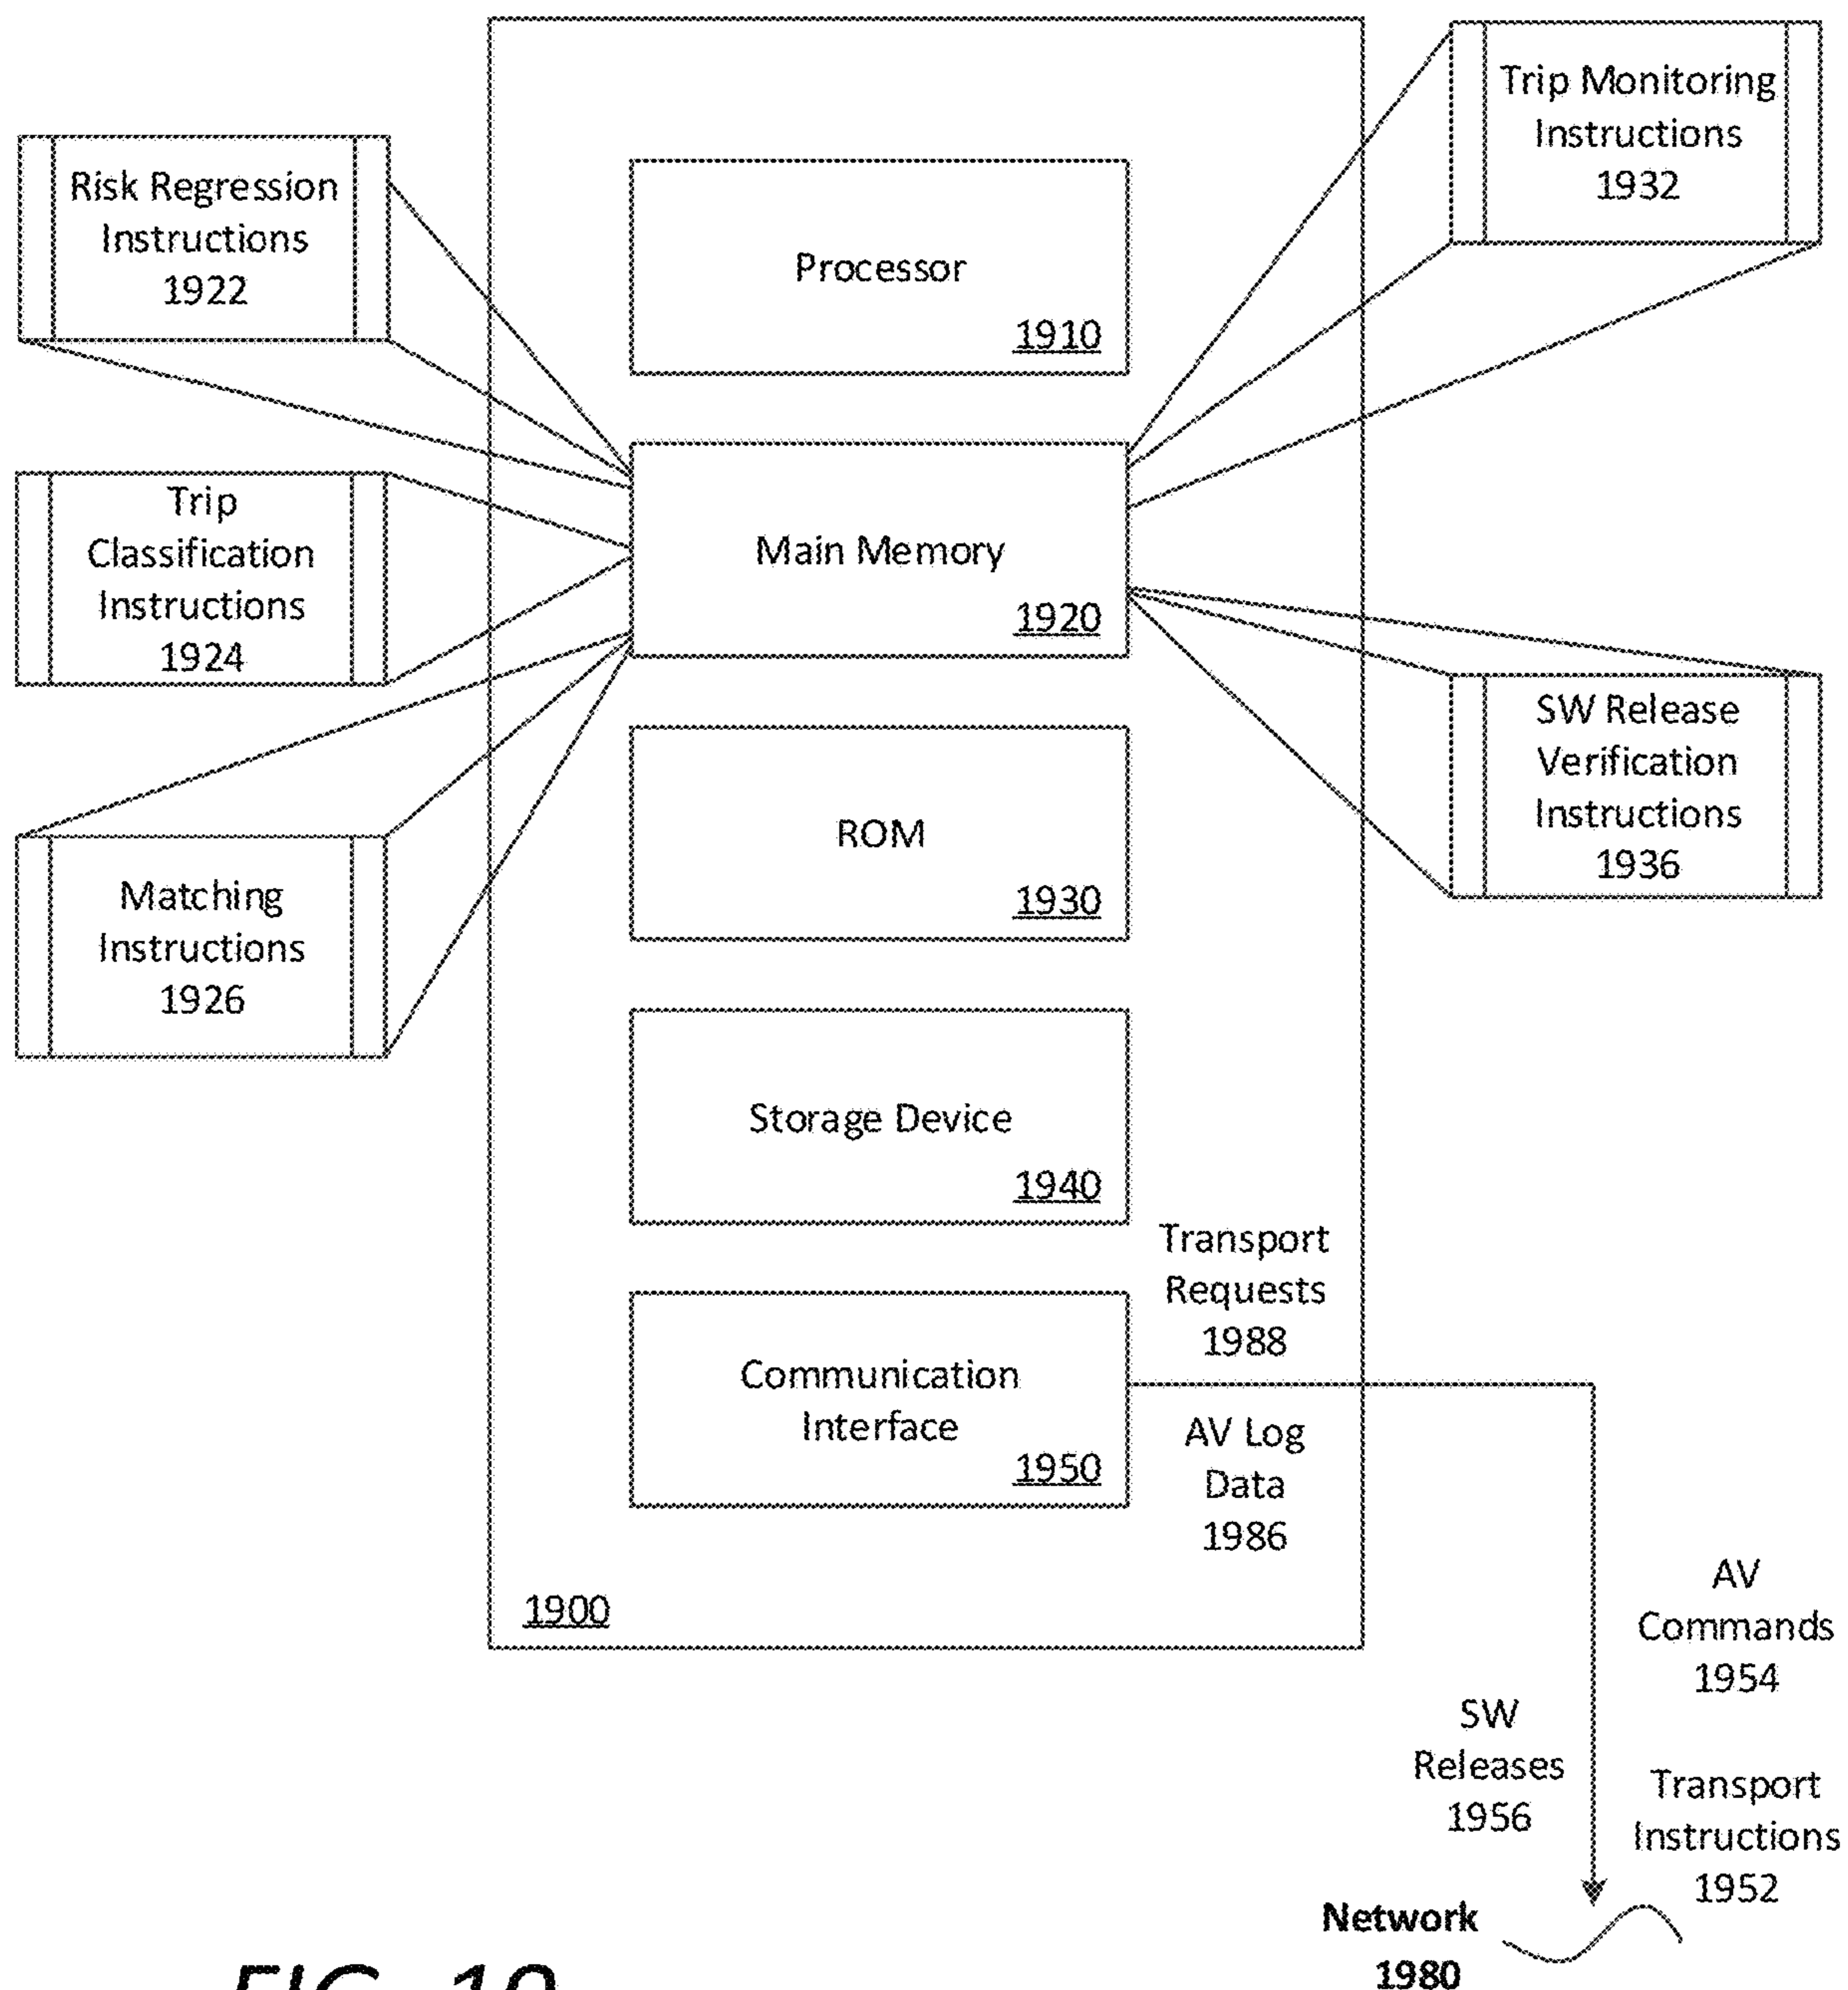 Trip Monitoring
Instructions
1932
Risk Regression
Instructions
1922
Processor
1910
Trip
Classification
Instructions
1924
Main Memory
1920
SW Release
Verification
Instructions
1936
ROM
1930
Matching
Instructions
1926
Storage Device
1940
Transport
Requests
1988
Communication
Interface
1950
AV Log
Data
1986
1900
AV
Commands
1954
SW
Releases
1956
Transport
Instructions
1952
Network
1980
FIG. 19